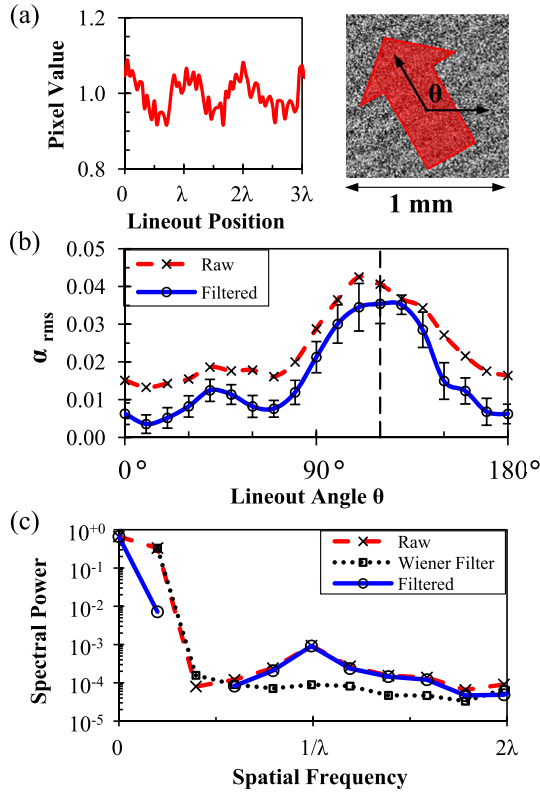 (a)
1.2
1.0
0.8
Pixel Value
0 λ 2λ 3λ
Lineout Position
θ
1 mm
(b)
0.05
0.04
0.03
0.02
0.01
0.00
α rms
Raw
Filtered
0° 90° 180°
Lineout Angle θ
(c)
10+0
10-1
10-2
10-3
10-4
10-5
Spectral Power
Raw
Wiener Filter
Filtered
0 1/λ 2λ
Spatial Frequency